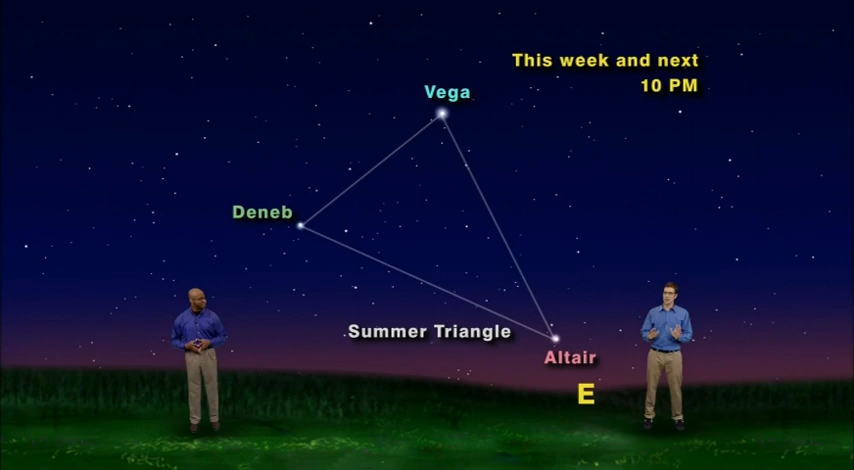 This week and next
10 PM
Vega
Deneb
Summer Triangle
Altair
E